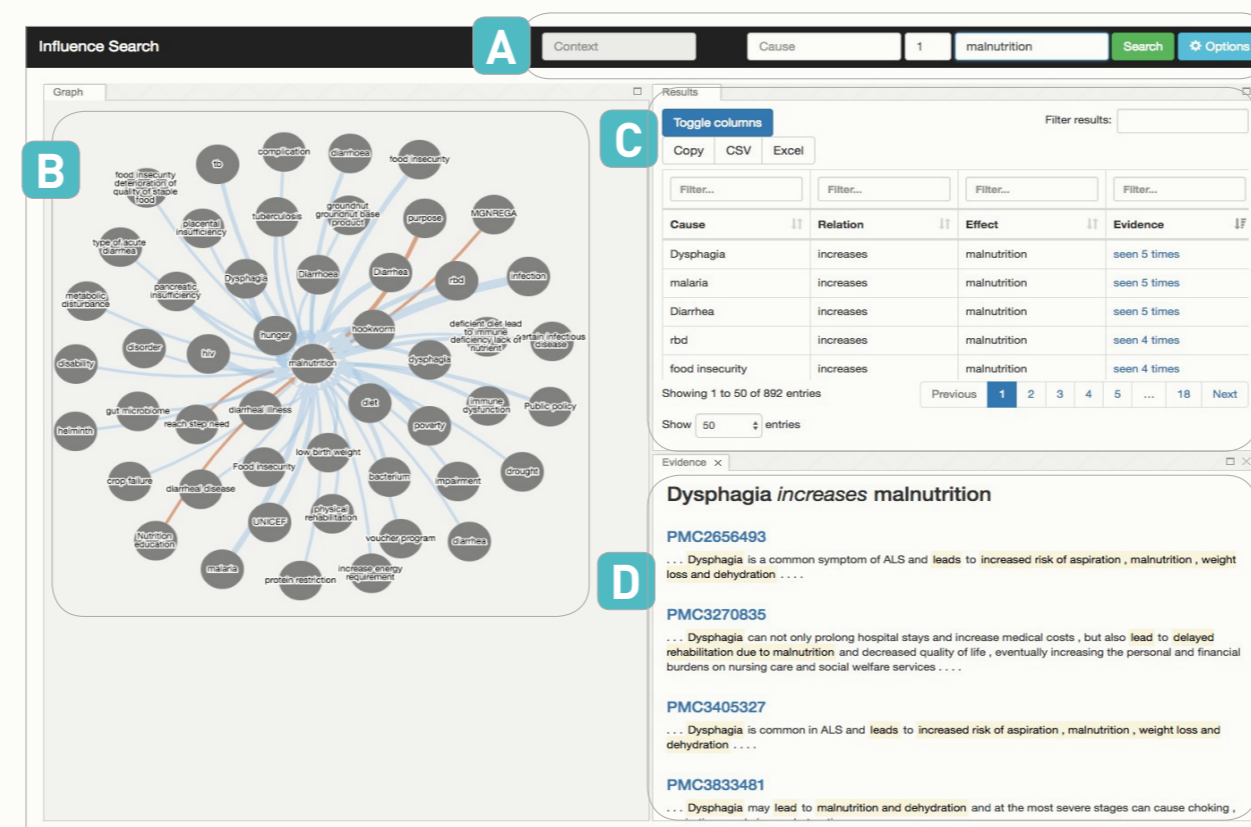 A
Influence Search
Context
Cause
1
malnutrition
Search
Options
Graph
B
tb
complication
diarrhoea
food insecurity
food insecurity
deterioration of
quality of staple
food
placental
insufficiency
tuberculosis
groundnut
groundnut base
product
purpose
MGNREGA
type of acute
diarrhea
pancreatic
insufficiency
Dysphagia
Diarrhoea
Diarrhea
rbd
infection
metabolic
disturbance
hunger
hookworm
deficient diet lead
to immune
deficiency lack of
nutrient
certain infectious
disease
disability
disorder
hiv
malnutrition
dysphagia
gut microbiome
reach step need
diarrheal illness
diet
immune
dysfunction
Public policy
helminth
poverty
crop failure
diarrheal disease
Food insecurity
low birth weight
bacterium
impairment
drought
Nutrition
education
UNICEF
physical
rehabilitation
voucher program
diarrhea
malaria
protein restriction
increase energy
requirement
Results
C
Toggle columns
Filter results:
Copy CSV Excel
Filter... Filter... Filter... Filter...
Cause Relation Effect Evidence
Dysphagia increases malnutrition seen 5 times
malaria increases malnutrition seen 5 times
Diarrhea increases malnutrition seen 5 times
rbd increases malnutrition seen 4 times
food insecurity increases malnutrition seen 4 times
Showing 1 to 50 of 892 entries
Previous 1 2 3 4 5 ... 18 Next
Show 50 entries
Evidence x
D
Dysphagia increases malnutrition
PMC2656493
. . . Dysphagia is a common symptom of ALS and leads to increased risk of aspiration , malnutrition , weight
loss and dehydration . . . .
PMC3270835
. . . Dysphagia can not only prolong hospital stays and increase medical costs , but also lead to delayed
rehabilitation due to malnutrition and decreased quality of life , eventually increasing the personal and financial
burdens on nursing care and social welfare services . . . .
PMC3405327
. . . Dysphagia is common in ALS and leads to increased risk of aspiration , malnutrition , weight loss and
dehydration . . . .
PMC3833481
. . . Dysphagia may lead to malnutrition and dehydration and at the most severe stages can cause choking ,